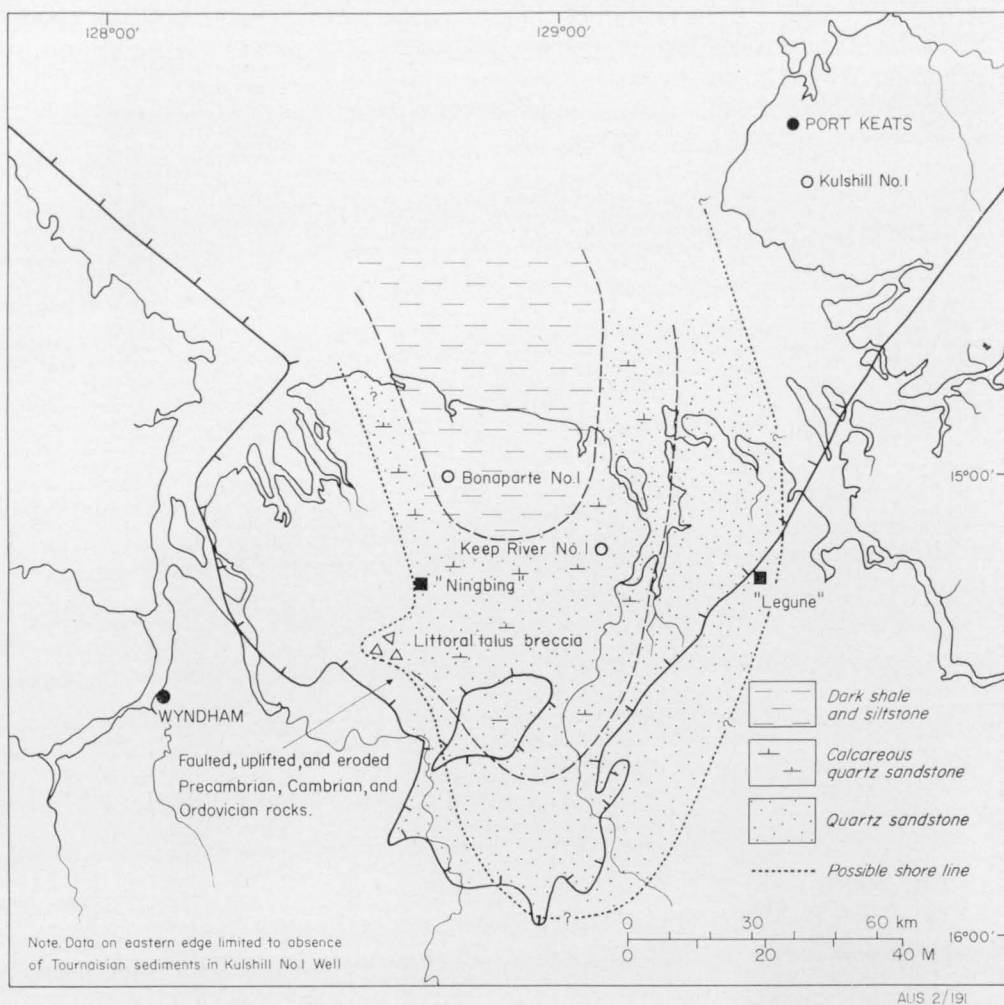 128°00'
129°00'
PORT KEATS
Kulshill No.1
15°00'
Bonaparte No.1
Keep River No.1
"Ningbing"
"Legune"
Littoral talus breccia
WYNDHAM
Faulted, uplifted, and eroded
Precambrian, Cambrian, and
Ordovician rocks.
Dark shale
and siltstone
Calcareous
quartz sandstone
Quartz sandstone
Possible shore line
?
?
?
?
0 30 60 km
0 20 40 M
16°00'
Note. Data on eastern edge limited to absence
of Tournaisian sediments in Kulshill No 1 Well
AUS 2/191